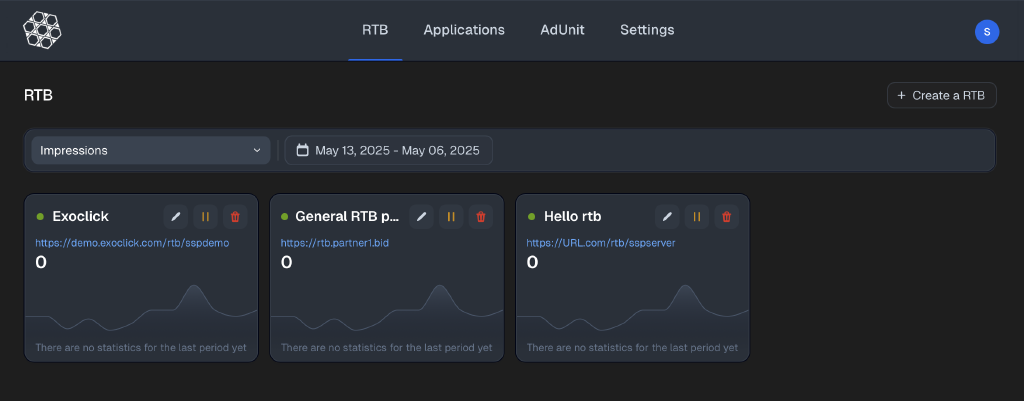 RTB
Applications
AdUnit
Settings
S
RTB
+ Create a RTB
Impressions
May 13, 2025 - May 06, 2025
Exoclick
https://demo.exoclick.com/rtb/sspdemo
0
There are no statistics for the last period yet
General RTB p...
https://rtb.partner1.bid
0
There are no statistics for the last period yet
Hello rtb
https://URL.com/rtb/sspserver
0
There are no statistics for the last period yet